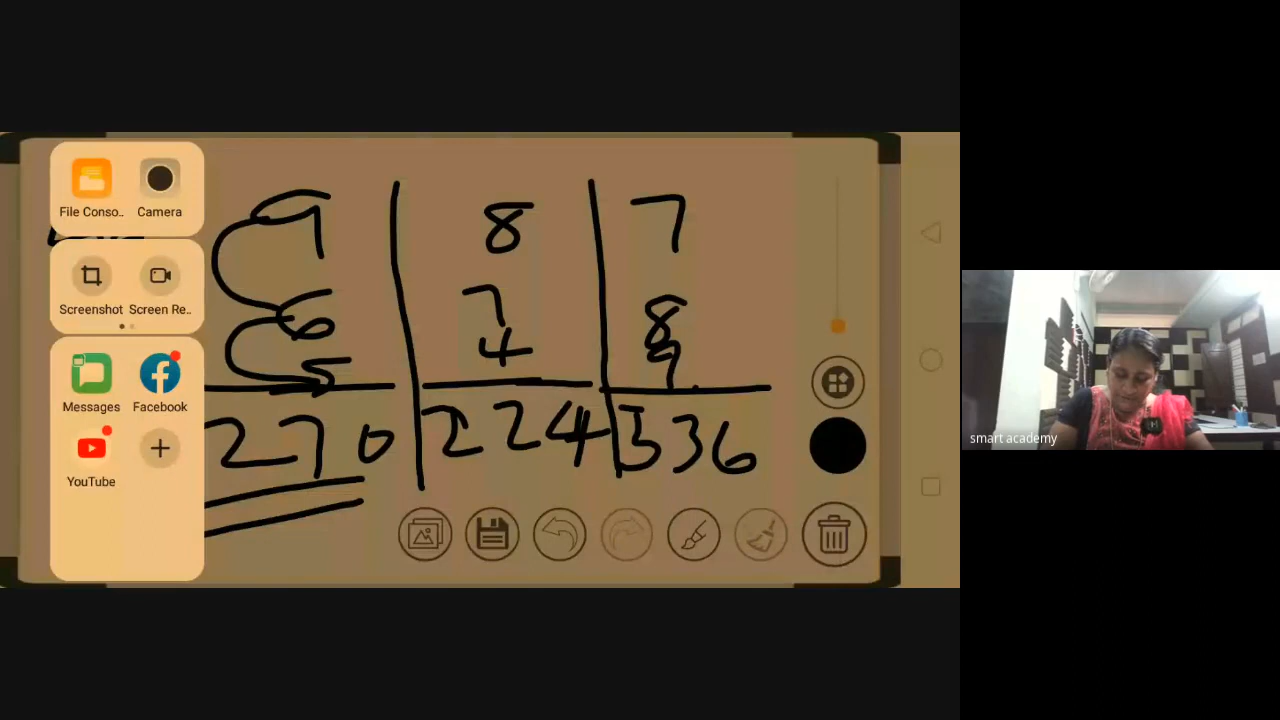 File Conso.. Camera
9 8 7
Screenshot Screen Re..
6 7 8
5 4
Messages Facebook
270 224 336
YouTube
smart academy